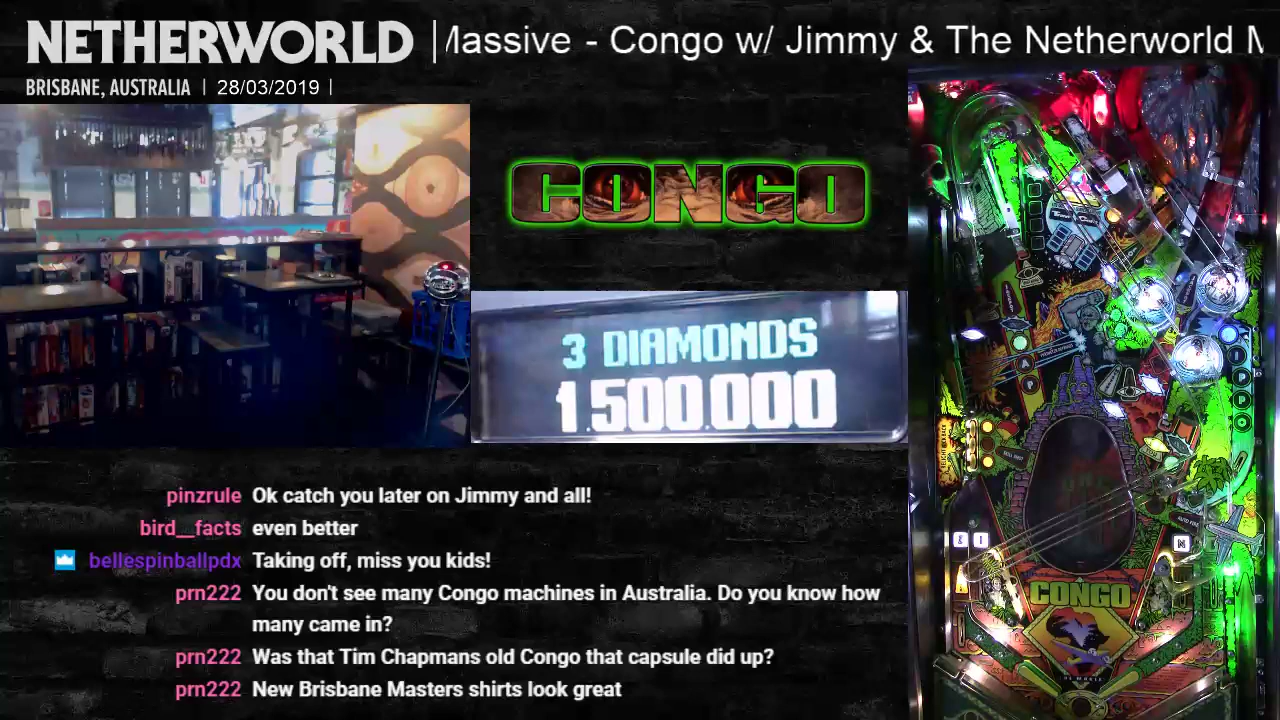 NETHERWORLD
Massive - Congo w/ Jimmy & The Netherworld M
BRISBANE, AUSTRALIA | 28/03/2019 |
CONGO
3 DIAMONDS
1.500.000
pinzrule Ok catch you later on Jimmy and all!
bird__facts even better
bellespinballpdx Taking off, miss you kids!
prn222 You don't see many Congo machines in Australia. Do you know how
many came in?
prn222 Was that Tim Chapmans old Congo that capsule did up?
prn222 New Brisbane Masters shirts look great
CONGO